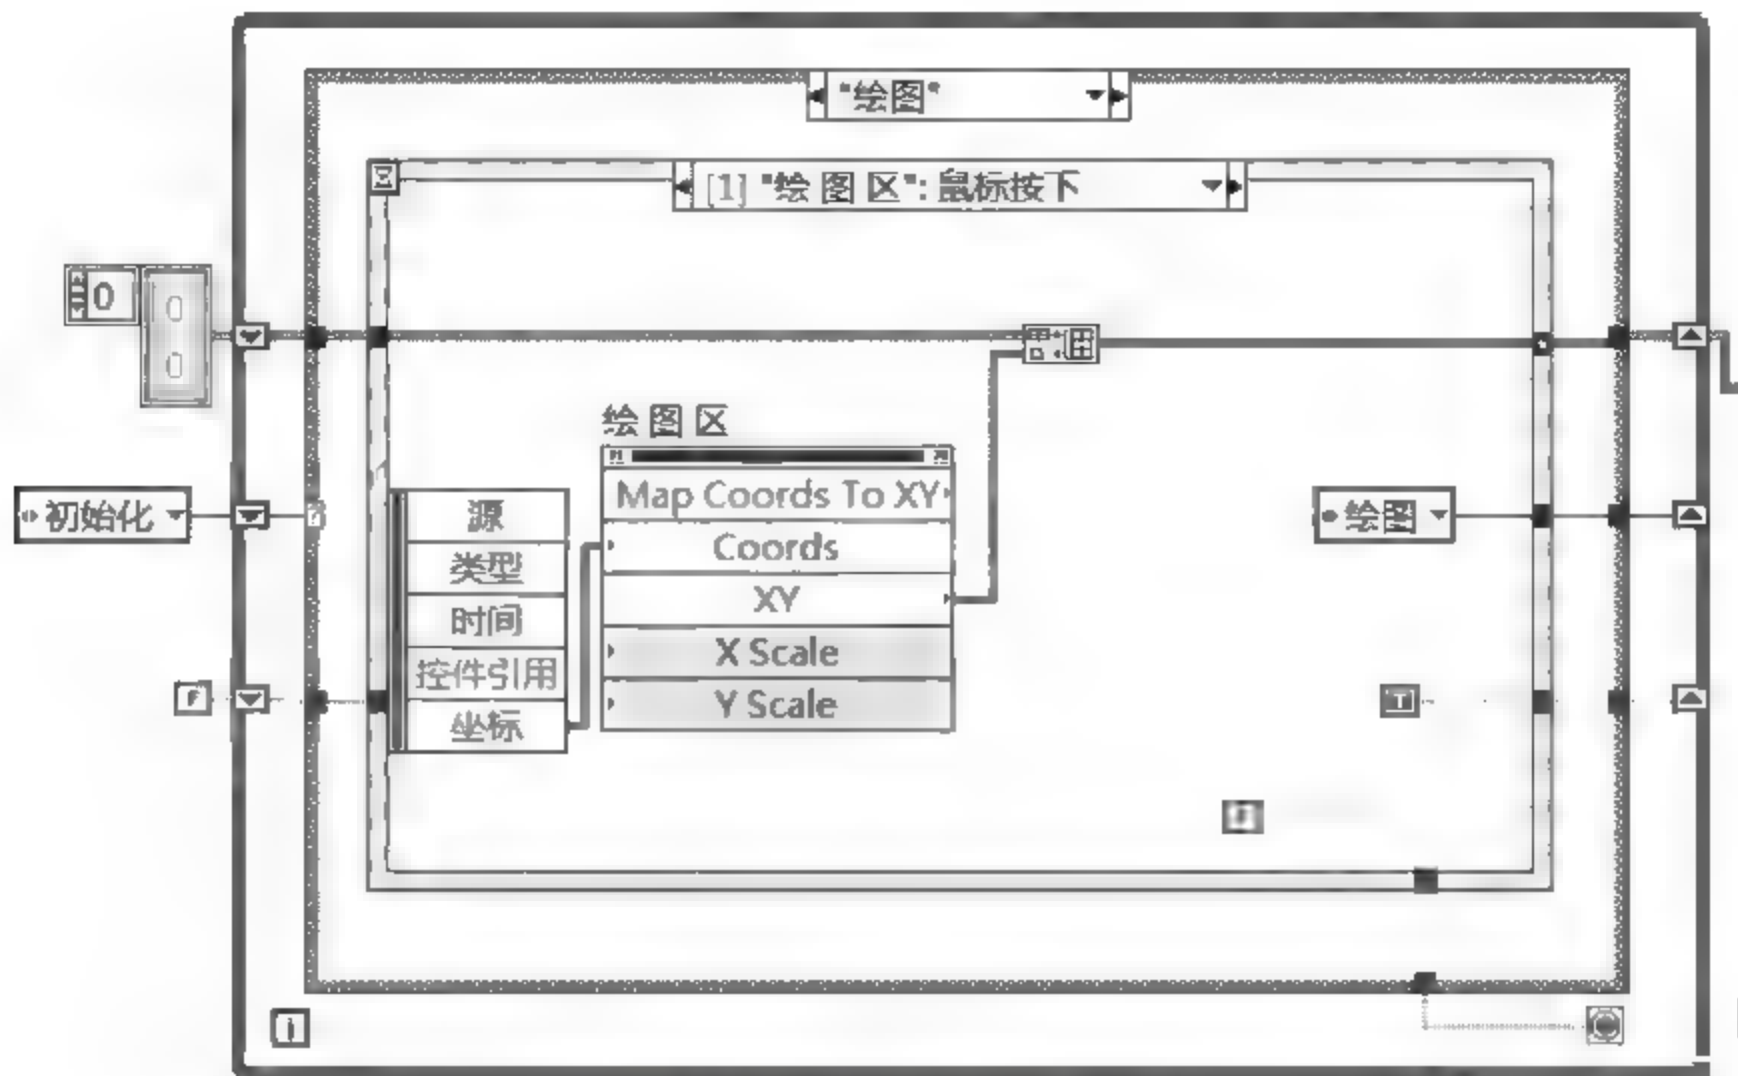 "绘图"
[1] "绘 图 区": 鼠标按下
0
0
0
绘 图 区
Map Coords To XY
初始化
源
Coords
绘图
类型
XY
时间
X Scale
控件引用
F
Y Scale
T
坐标
i